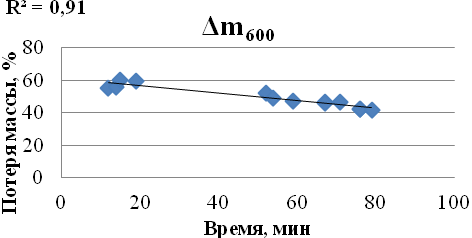 R² = 0,91
Δm600
Потеря массы, %
80
60
40
20
0
0 20 40 60 80 100
Время, мин